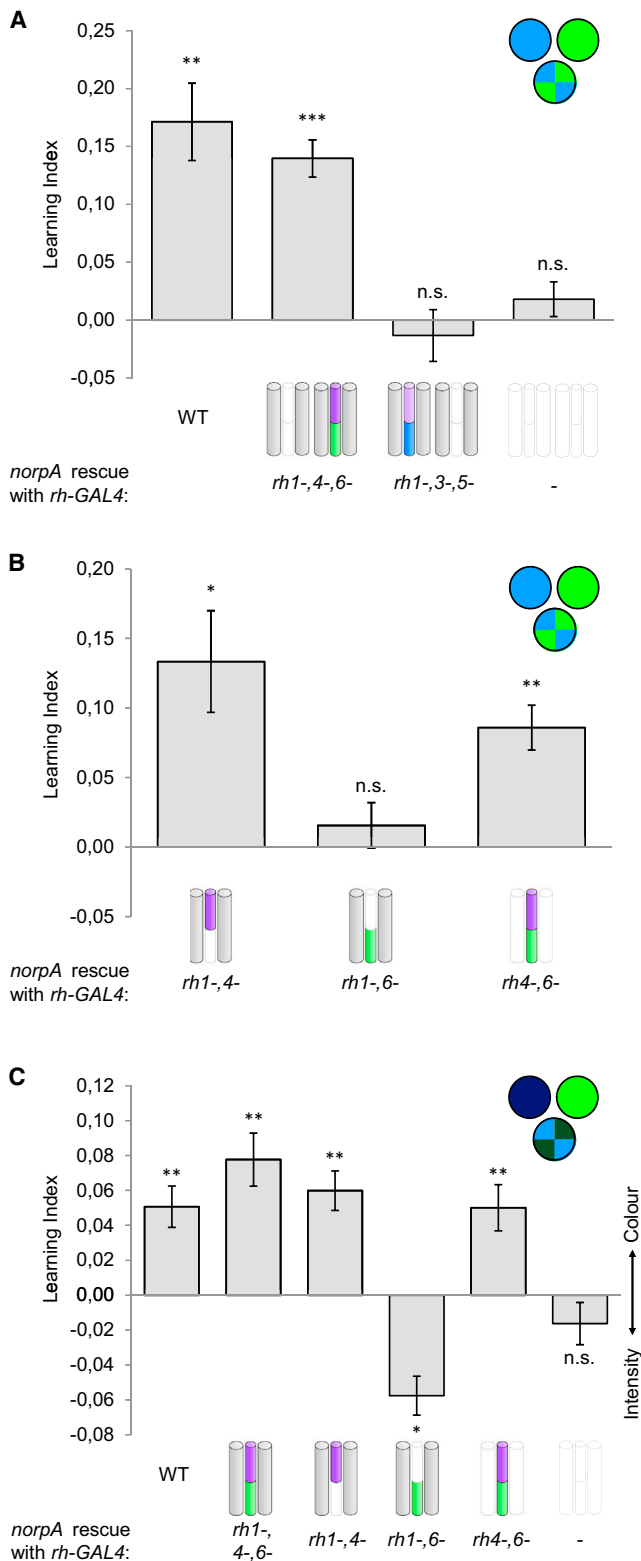 A
Learning Index
0,25
0,20
0,15
0,10
0,05
0,00
-0,05
**
***
n.s.
n.s.
WT
norpA rescue
with rh-GAL4:
rh1-,4-,6-
rh1-,3-,5-
-
B
Learning Index
0,20
0,15
0,10
0,05
0,00
-0,05
*
n.s.
**
norpA rescue
with rh-GAL4:
rh1-,4-
rh1-,6-
rh4-,6-
C
Learning Index
0,12
0,10
0,08
0,06
0,04
0,02
0,00
-0,02
-0,04
-0,06
-0,08
**
**
**
*
**
n.s.
Colour
Intensity
WT
norpA rescue
with rh-GAL4:
rh1-,
4-,6-
rh1-,4-
rh1-,6-
rh4-,6-
-